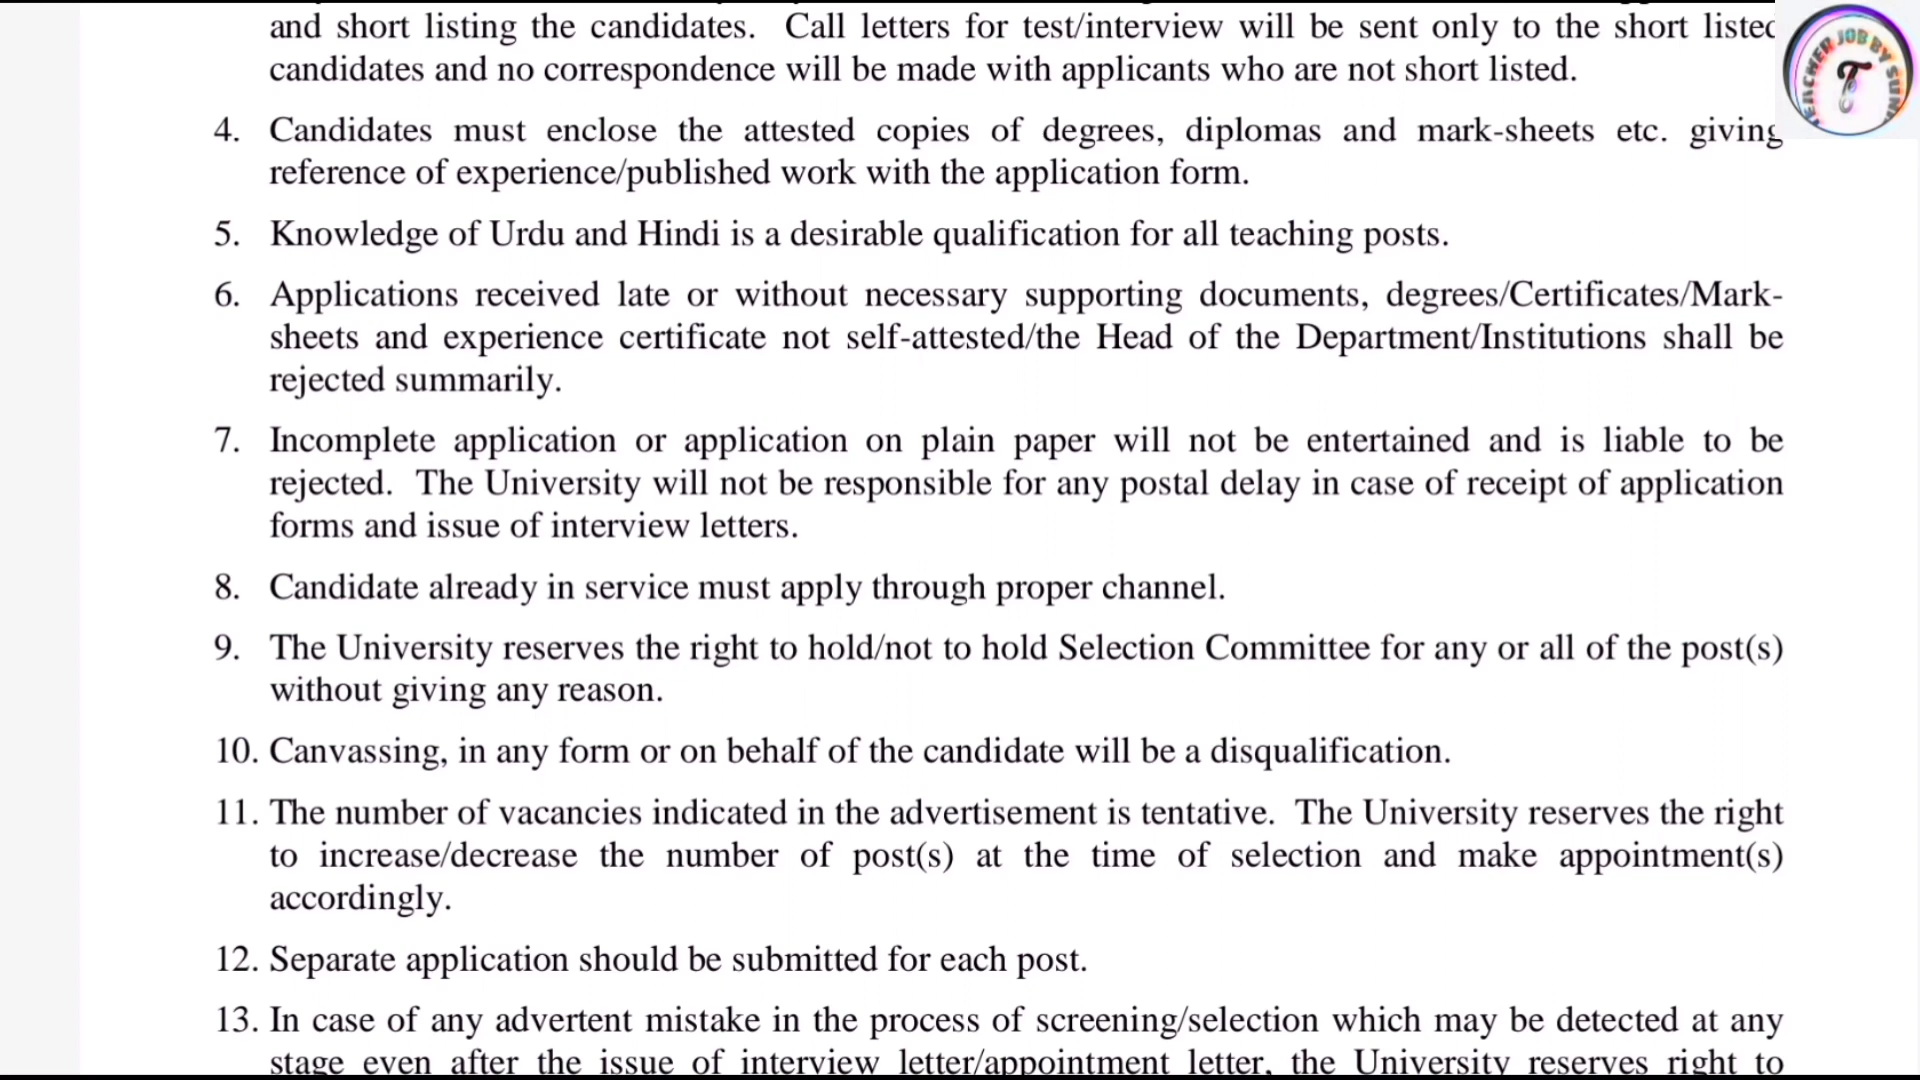 and short listing the candidates. Call letters for test/interview will be sent only to the short listed
candidates and no correspondence will be made with applicants who are not short listed.
4. Candidates must enclose the attested copies of degrees, diplomas and mark-sheets etc. giving
reference of experience/published work with the application form.
5. Knowledge of Urdu and Hindi is a desirable qualification for all teaching posts.
6. Applications received late or without necessary supporting documents, degrees/Certificates/Mark-
sheets and experience certificate not self-attested/the Head of the Department/Institutions shall be
rejected summarily.
7. Incomplete application or application on plain paper will not be entertained and is liable to be
rejected. The University will not be responsible for any postal delay in case of receipt of application
forms and issue of interview letters.
8. Candidate already in service must apply through proper channel.
9. The University reserves the right to hold/not to hold Selection Committee for any or all of the post(s)
without giving any reason.
10. Canvassing, in any form or on behalf of the candidate will be a disqualification.
11. The number of vacancies indicated in the advertisement is tentative. The University reserves the right
to increase/decrease the number of post(s) at the time of selection and make appointment(s)
accordingly.
12. Separate application should be submitted for each post.
13. In case of any advertent mistake in the process of screening/selection which may be detected at any
stage even after the issue of interview letter/appointment letter, the University reserves right to
JOB BY
T